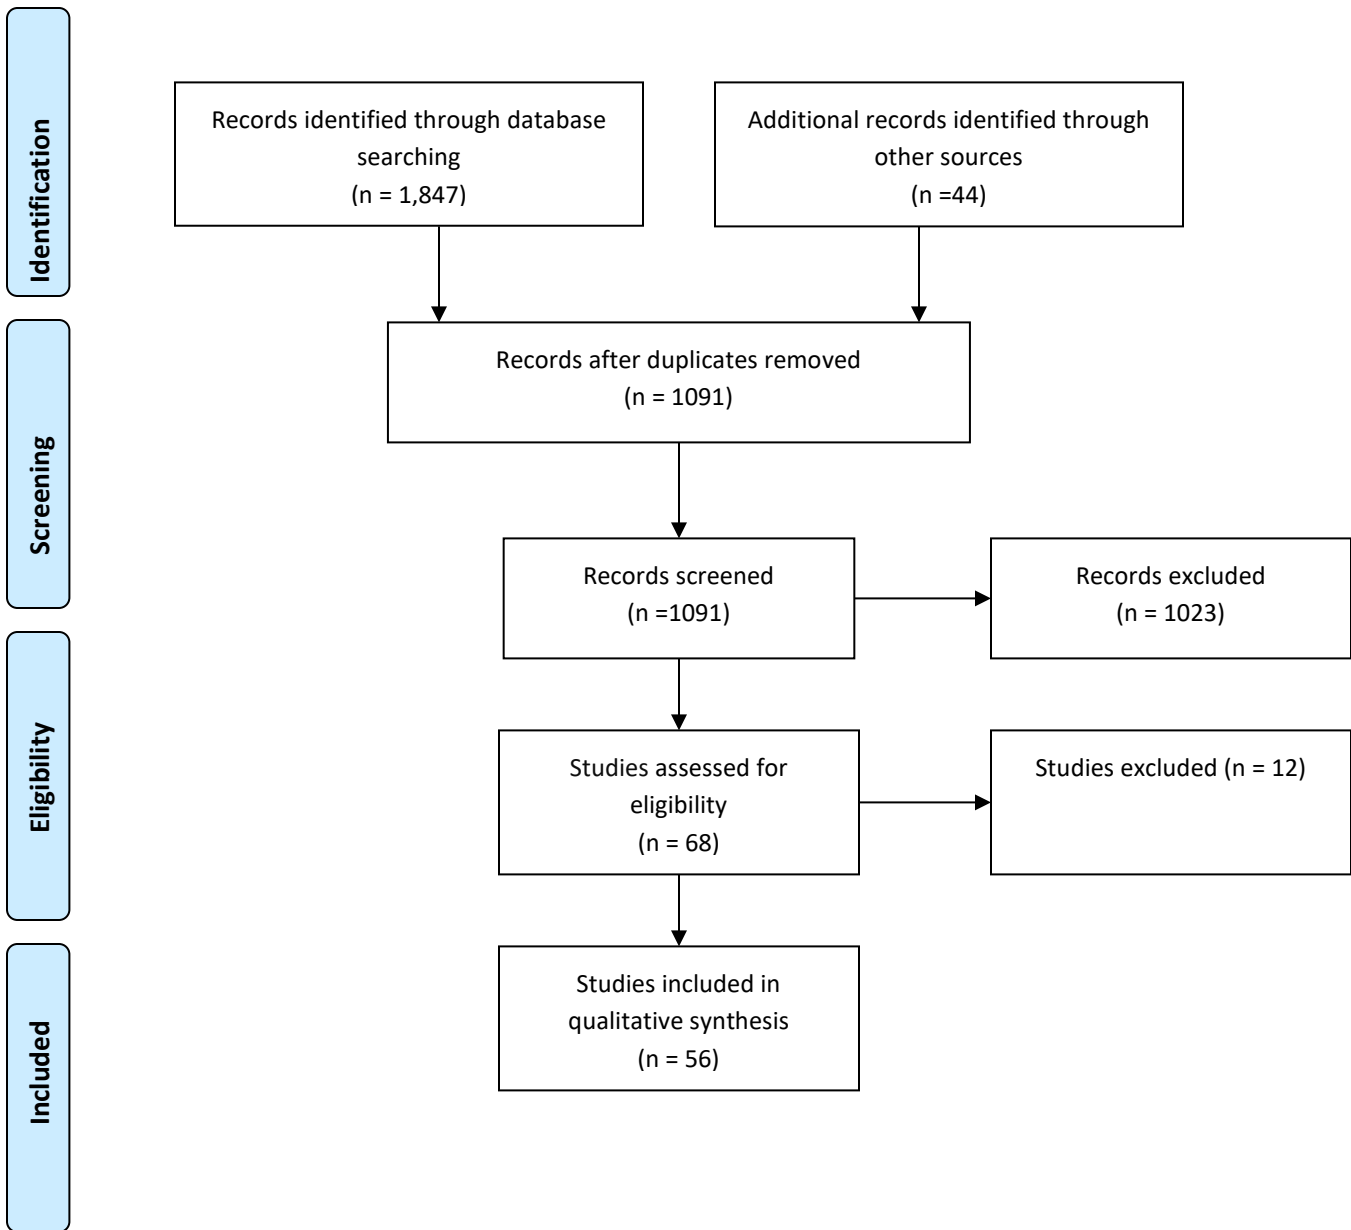 Identification
Records identified through database
searching
(n = 1,847)
Additional records identified through
other sources
(n =44)
Screening
Records after duplicates removed
(n = 1091)
Records screened
(n =1091)
Records excluded
(n = 1023)
Eligibility
Studies assessed for
eligibility
(n = 68)
Studies excluded (n = 12)
Included
Studies included in
qualitative synthesis
(n = 56)